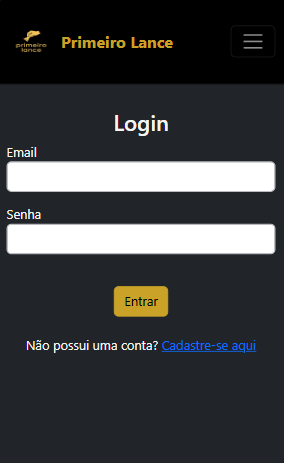 primeiro
lance
Primeiro Lance
Login
Email
Senha
Entrar
Não possui uma conta? Cadastre-se aqui